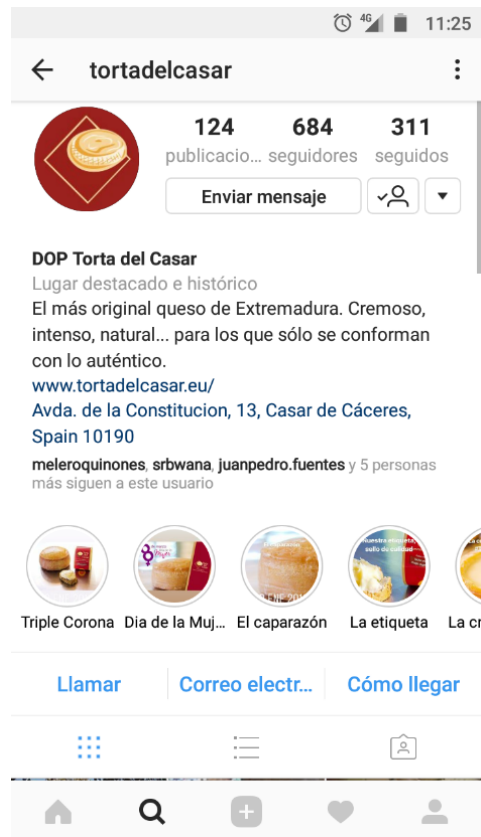 4G 11:25
tortadelcasar
124 684 311
publicacio... seguidores seguidos
Enviar mensaje
DOP Torta del Casar
Lugar destacado e histórico
El más original queso de Extremadura. Cremoso,
intenso, natural... para los que sólo se conforman
con lo auténtico.
www.tortadelcasar.eu/
Avda. de la Constitucion, 13, Casar de Cáceres,
Spain 10190
meleroquinones, srbwana, juanpedro.fuentes y 5 personas
más siguen a este usuario
Triple Corona Dia de la Muj... El caparazón La etiqueta La cr
Llamar Correo electr... Cómo llegar